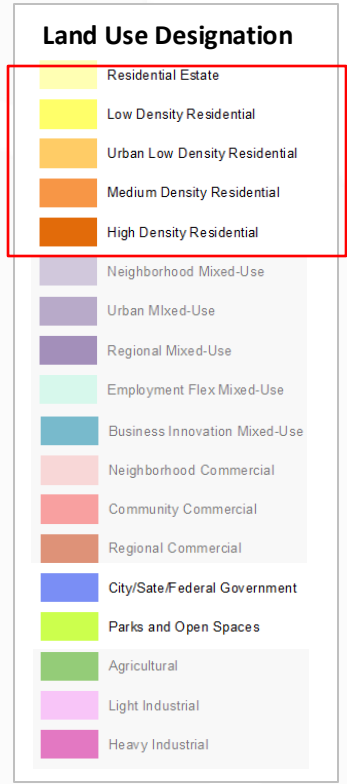 Land Use Designation
Residential Estate
Low Density Residential
Urban Low Density Residential
Medium Density Residential
High Density Residential
Neighborhood Mixed-Use
Urban MIxed-Use
Regional Mixed-Use
Employment Flex Mixed-Use
Business Innovation Mixed-Use
Neighborhood Commercial
Community Commercial
Regional Commercial
City/Sate/Federal Government
Parks and Open Spaces
Agricultural
Light Industrial
Heavy Industrial